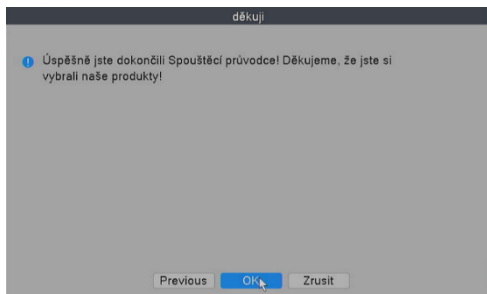 děkuji
Úspěšně jste dokončili Spouštěcí průvodce! Děkujeme, že jste si
vybrali naše produkty!
Previous
OK
Zrusit